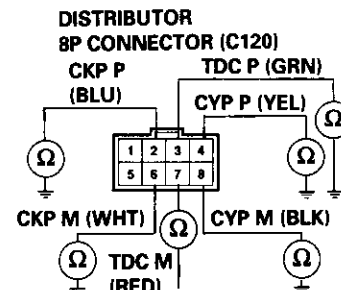 DISTRIBUTOR
8P CONNECTOR (C120)
CKP P
(BLU)
TDC P (GRN)
CYP P (YEL)
Ω
Ω
Ω
1 2 3 4
5 6 7 8
CKP M (WHT)
CYP M (BLK)
Ω
Ω
Ω
TDC M
(RED)